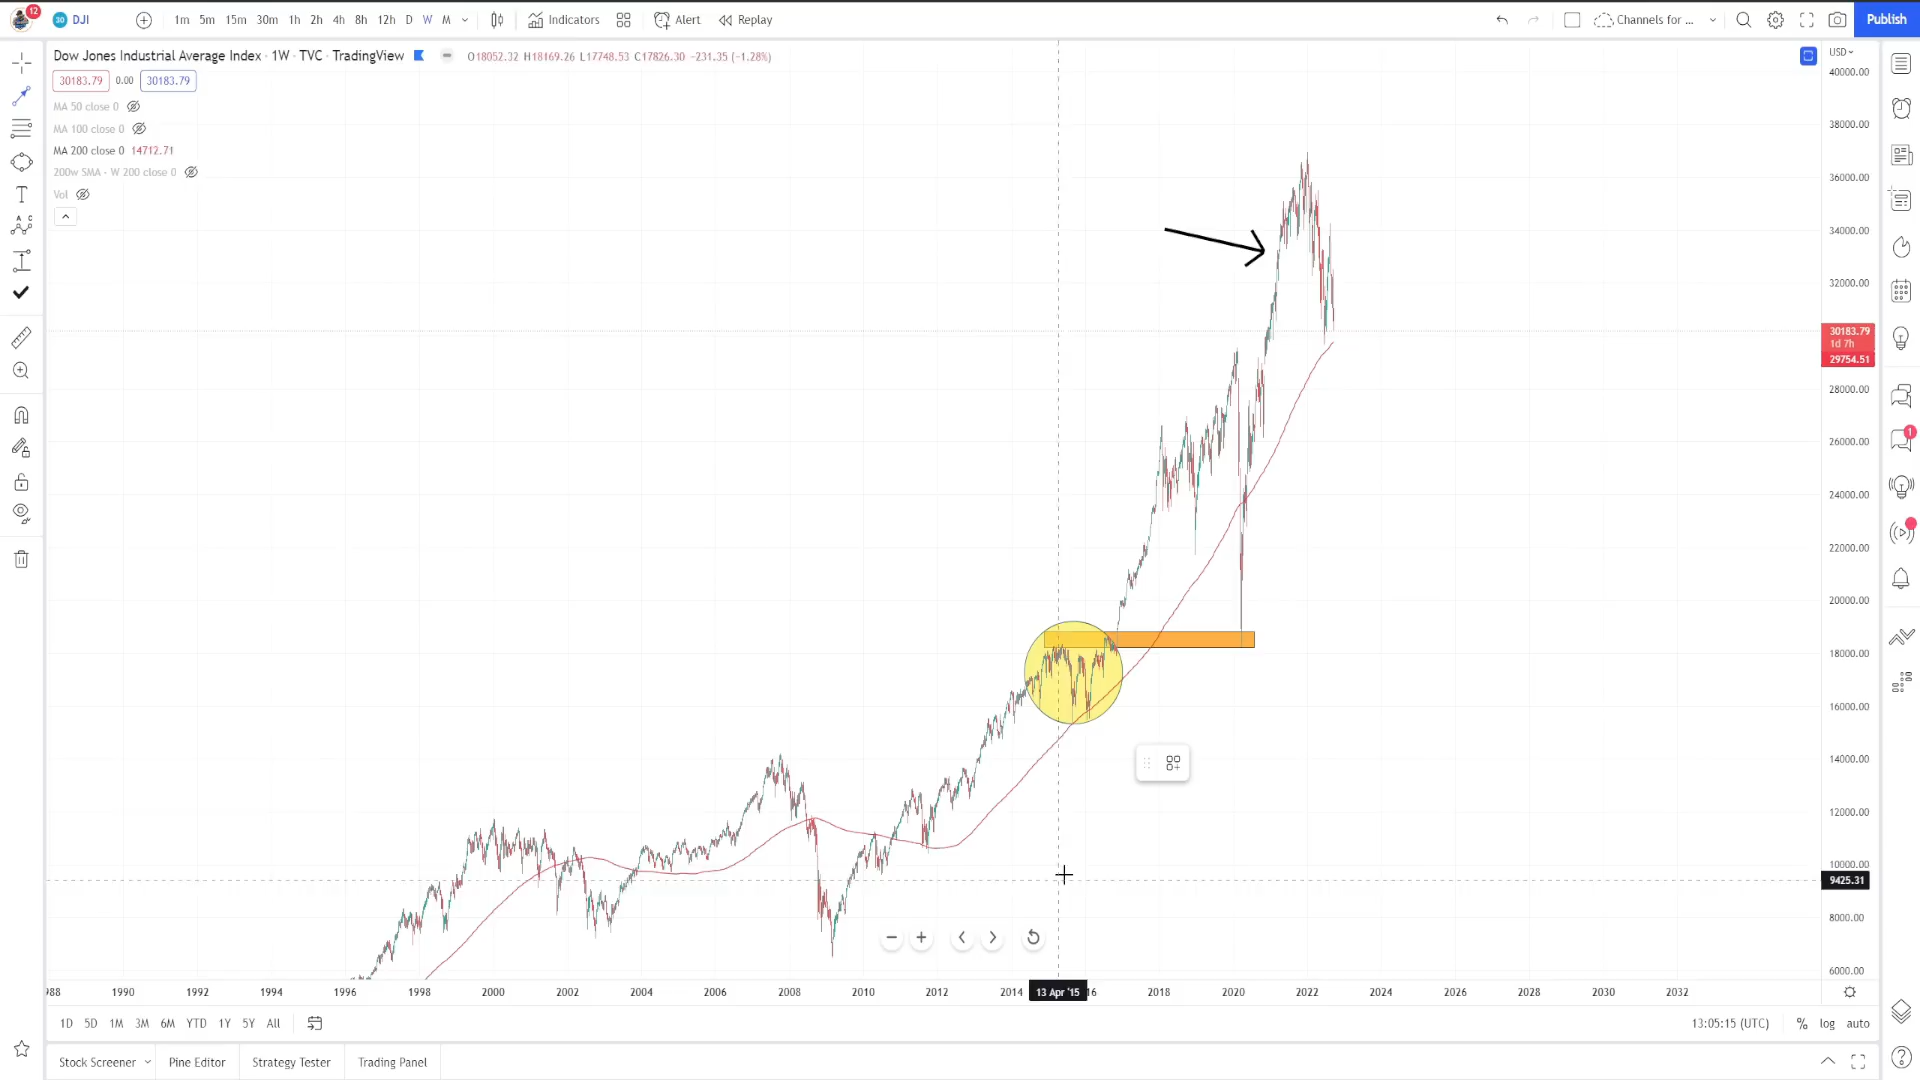 12
30 DJI
1m 5m 15m 30m 1h 2h 4h 8h 12h D W M
Indicators
Alert
Replay
Channels for ...
Publish
Dow Jones Industrial Average Index · 1W · TVC · TradingView
O18052.32 H18169.26 L17748.53 C17826.30 −231.35 (−1.28%)
USD
30183.79 0.00 30183.79
MA 50 close 0
MA 100 close 0
MA 200 close 0 14712.71
200w SMA - W 200 close 0
Vol
40000.00
38000.00
36000.00
34000.00
32000.00
30183.79
1d 7h
29754.51
28000.00
26000.00
24000.00
22000.00
20000.00
18000.00
16000.00
14000.00
12000.00
10000.00
9425.31
8000.00
6000.00
A C
1
988 1990 1992 1994 1996 1998 2000 2002 2004 2006 2008 2010 2012 2014 13 Apr '15 16 2018 2020 2022 2024 2026 2028 2030 2032
1D 5D 1M 3M 6M YTD 1Y 5Y All
13:05:15 (UTC) % log auto
Stock Screener Pine Editor Strategy Tester Trading Panel